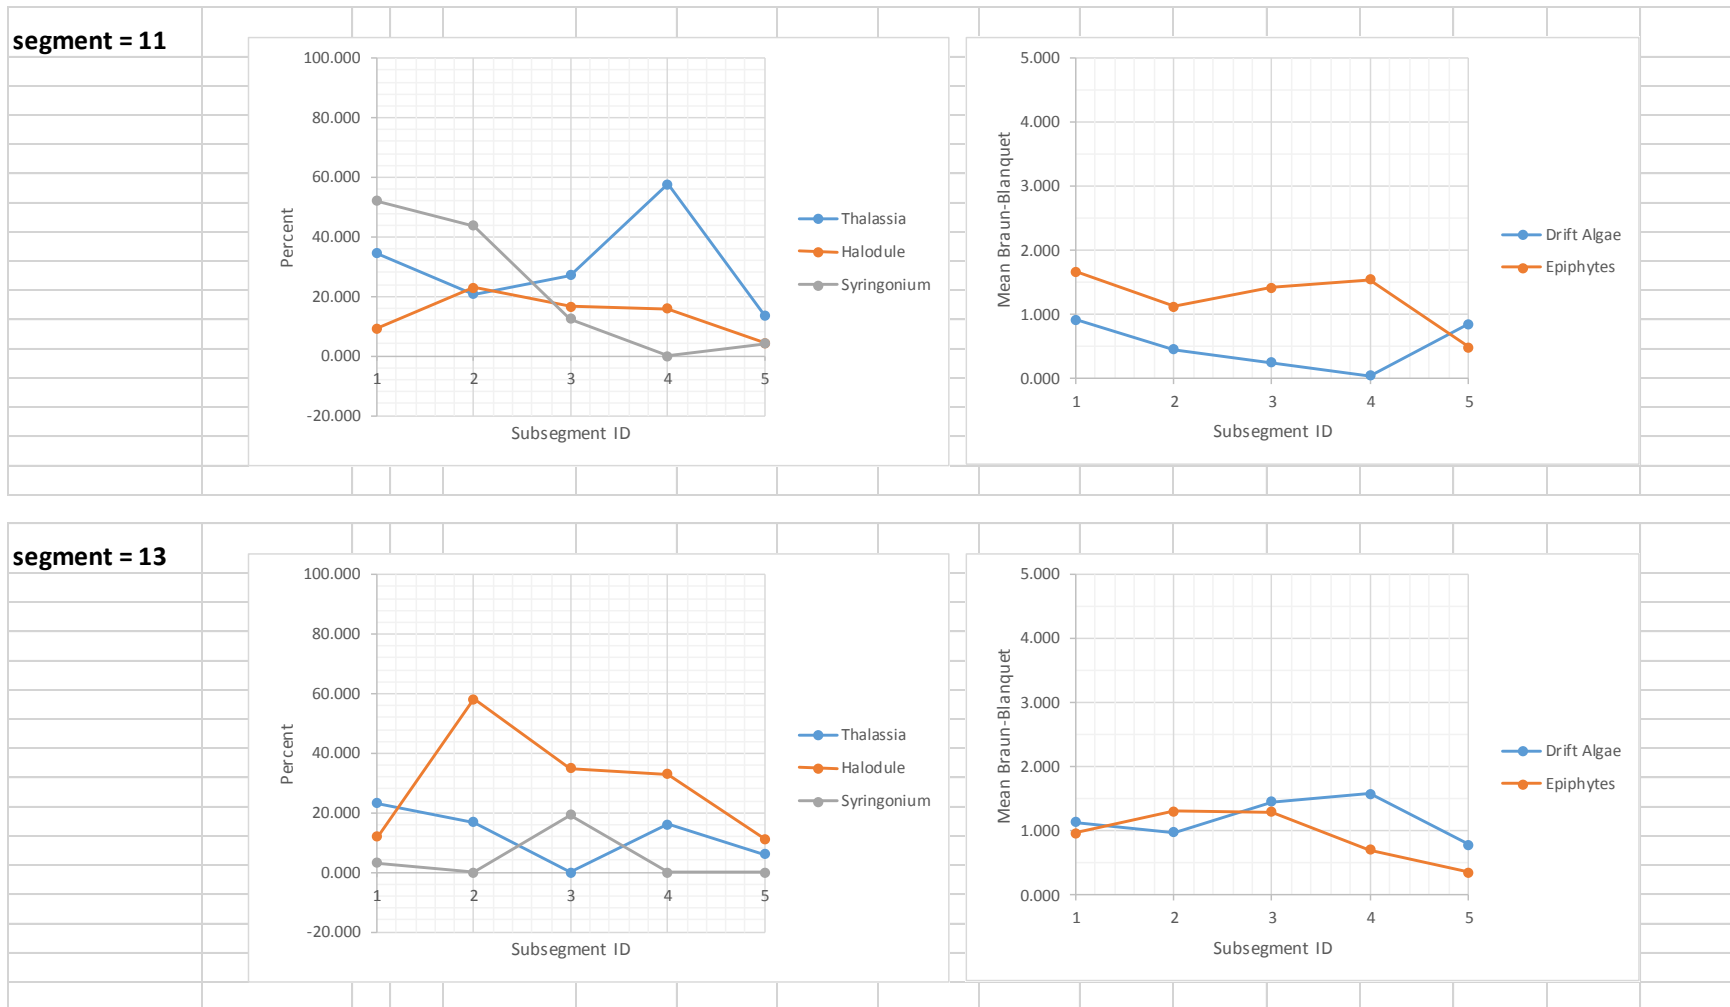 segment = 11
100.000
80.000
60.000
40.000
20.000
0.000
-20.000
Percent
1 2 3 4 5
Subsegment ID
Thalassia
Halodule
Syringonium
5.000
4.000
3.000
2.000
1.000
0.000
Mean Braun-Blanquet
1 2 3 4 5
Subsegment ID
Drift Algae
Epiphytes
segment = 13
100.000
80.000
60.000
40.000
20.000
0.000
-20.000
Percent
1 2 3 4 5
Subsegment ID
Thalassia
Halodule
Syringonium
5.000
4.000
3.000
2.000
1.000
0.000
Mean Braun-Blanquet
1 2 3 4 5
Subsegment ID
Drift Algae
Epiphytes